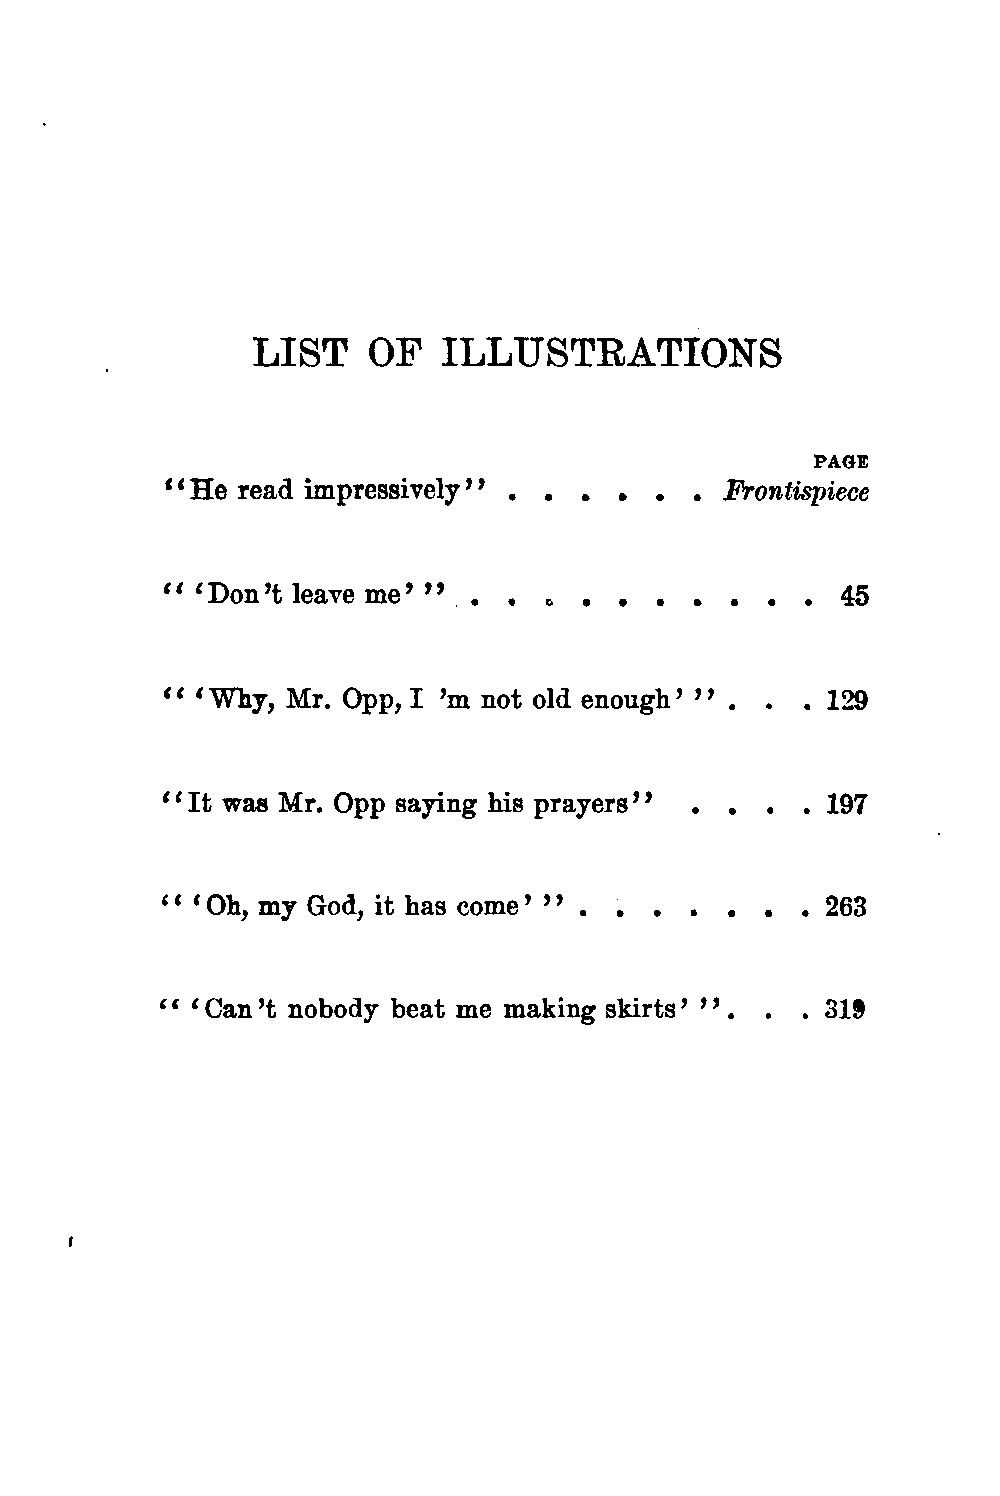 LIST OF ILLUSTRATIONS
PAGE
"He read impressively" . . . . . . Frontispiece
" 'Don't leave me' " . . . . . . . . . . 45
" 'Why, Mr. Opp, I 'm not old enough' " . . . 129
"It was Mr. Opp saying his prayers" . . . . 197
" 'Oh, my God, it has come' " . . . . . . . 263
" 'Can't nobody beat me making skirts' ". . . 319